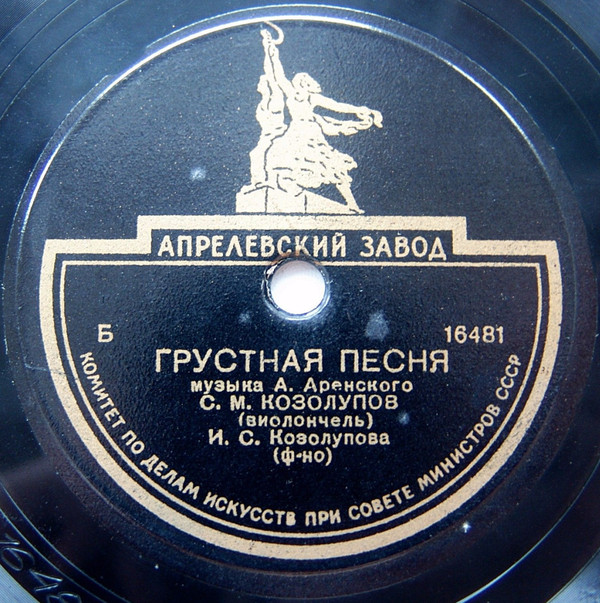 АПРЕЛЕВСКИЙ ЗАВОД
Б 16481
ГРУСТНАЯ ПЕСНЯ
музыка А. Аренского
С. М. КОЗОЛУПОВ
(виолончель)
И. С. Козолупова
(ф-но)
КОМИТЕТ ПО ДЕЛАМ ИСКУССТВ ПРИ СОВЕТЕ МИНИСТРОВ СССР